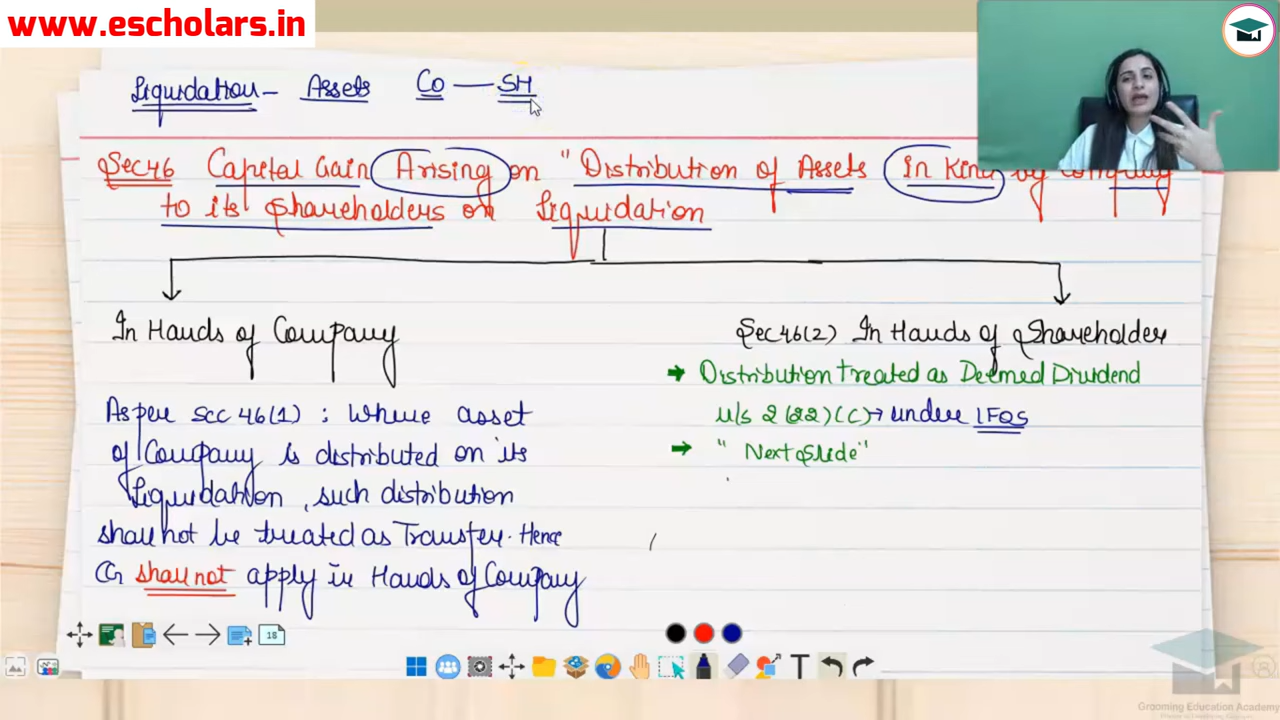 www.escholars.in
Liquidation - Assets Co — SH
Sec 46 Capital Gain Arising on "Distribution of Assets In Kind by Company
to its Shareholders on Liquidation
In Hands of Company
Sec 46(2) In Hands of Shareholder
→ Distribution treated as Deemed Dividend
u/s 2(22)(C) → under IFOS
→ "Next Slide"
As per Sec 46(1) : Where asset
of Company is distributed on its
Liquidation, such distribution
shall not be treated as Transfer. Hence
CG shall not apply in Hands of Company
18
T
Grooming Education Academy